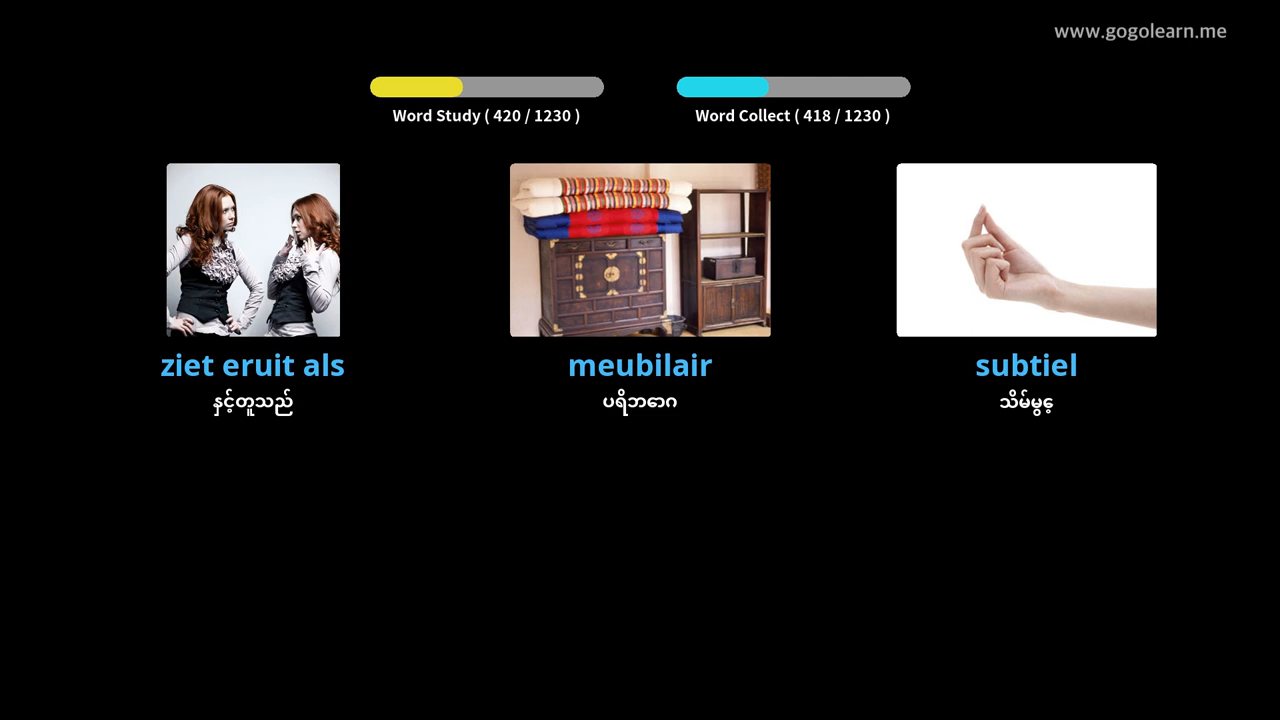 www.gogolearn.me
Word Study ( 420 / 1230 )
Word Collect ( 418 / 1230 )
ziet eruit als
meubilair
subtiel
နှင့်တူသည်
ပရိဘောဂ
သိမ်မွေ့